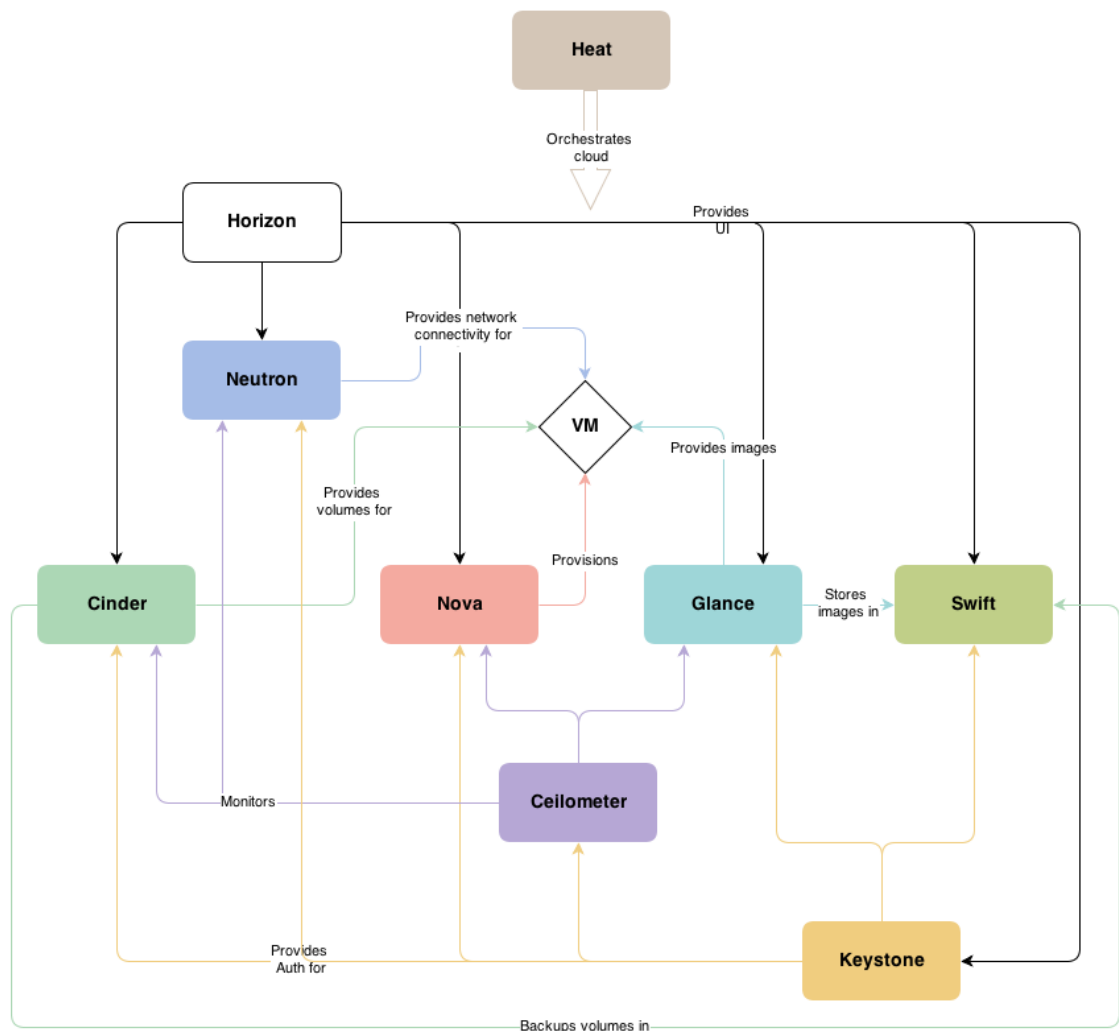 Heat
Orchestrates
cloud
Horizon
Provides
UI
Provides network
connectivity for
Neutron
VM
Provides images
Provides
volumes for
Provisions
Cinder
Nova
Glance
Stores
images in
Swift
Monitors
Ceilometer
Provides
Auth for
Keystone
Backups volumes in